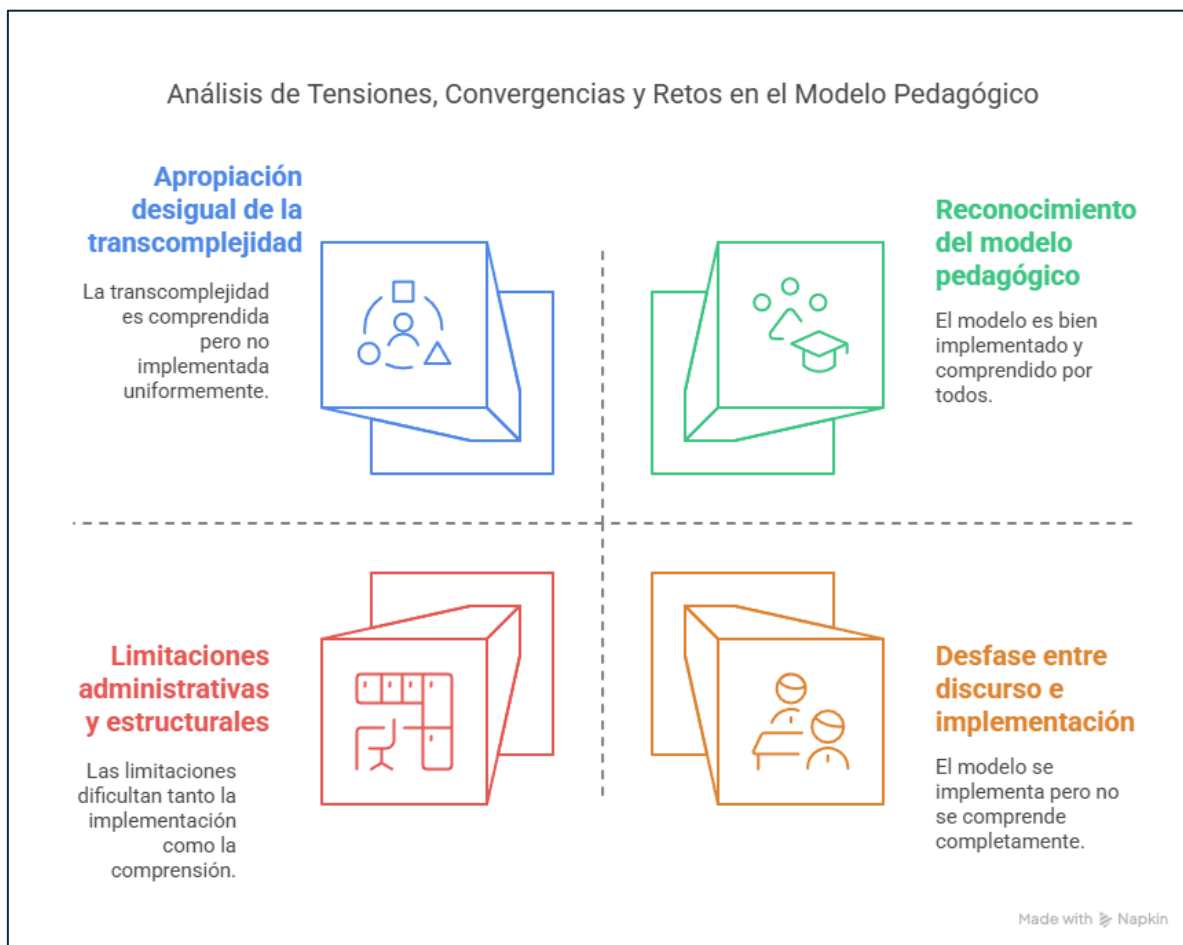 Análisis de Tensiones, Convergencias y Retos en el Modelo Pedagógico
Apropiación
desigual de la
transcomplejidad
La transcomplejidad
es comprendida
pero no
implementada
uniformemente.
Reconocimiento
del modelo
pedagógico
El modelo es bien
implementado y
comprendido por
todos.
Limitaciones
administrativas
y estructurales
Las limitaciones
dificultan tanto la
implementación
como la
comprensión.
Desfase entre
discurso e
implementación
El modelo se
implementa pero no
se comprende
completamente.
Made with Napkin